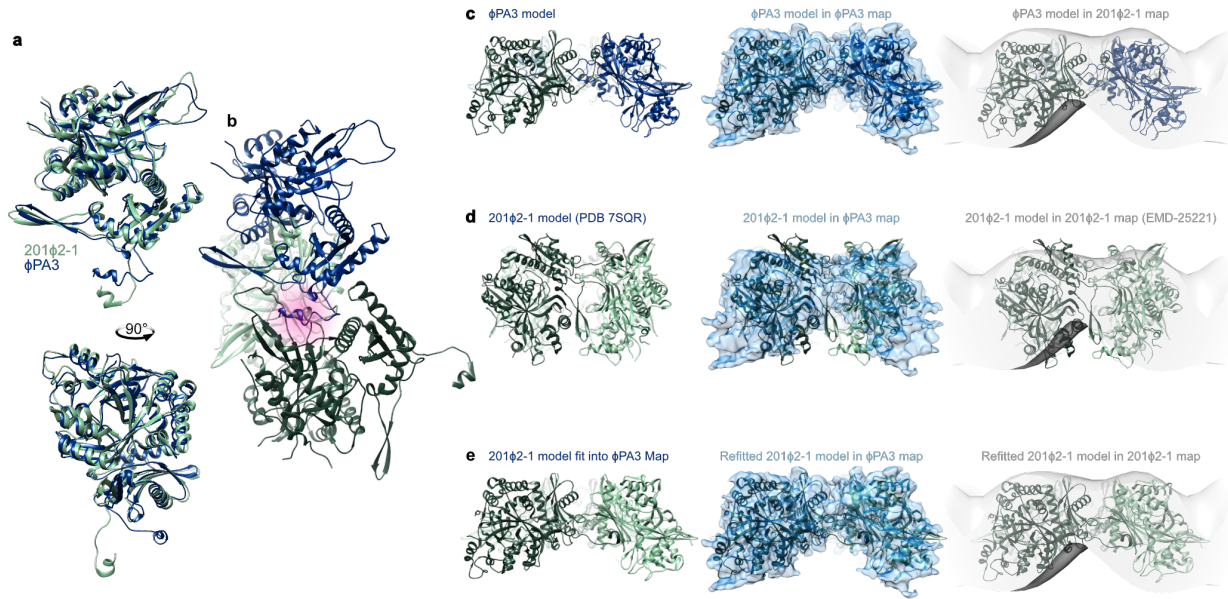 a
201ϕ2-1
ϕPA3
90°
b
c
ϕPA3 model
ϕPA3 model in ϕPA3 map
ϕPA3 model in 201ϕ2-1 map
d
201ϕ2-1 model (PDB 7SQR)
201ϕ2-1 model in ϕPA3 map
201ϕ2-1 model in 201ϕ2-1 map (EMD-25221)
e
201ϕ2-1 model fit into ϕPA3 Map
Refitted 201ϕ2-1 model in ϕPA3 map
Refitted 201ϕ2-1 model in 201ϕ2-1 map